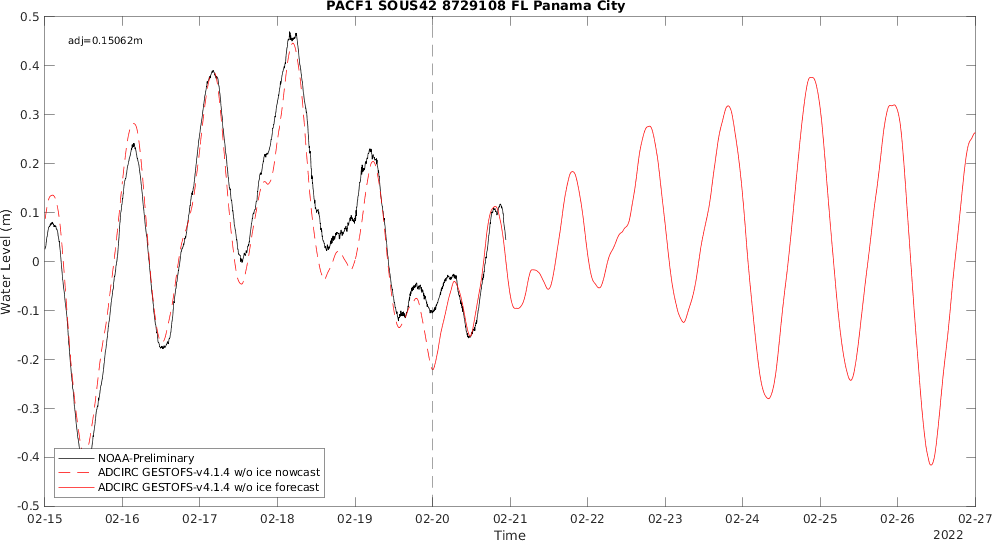 PACF1 SOUS42 8729108 FL Panama City
adj=0.15062m
Water Level (m)
0.5
0.4
0.3
0.2
0.1
0
-0.1
-0.2
-0.3
-0.4
-0.5
NOAA-Preliminary
ADCIRC GESTOFS-v4.1.4 w/o ice nowcast
ADCIRC GESTOFS-v4.1.4 w/o ice forecast
02-15 02-16 02-17 02-18 02-19 02-20 02-21 02-22 02-23 02-24 02-25 02-26 02-27
Time
2022